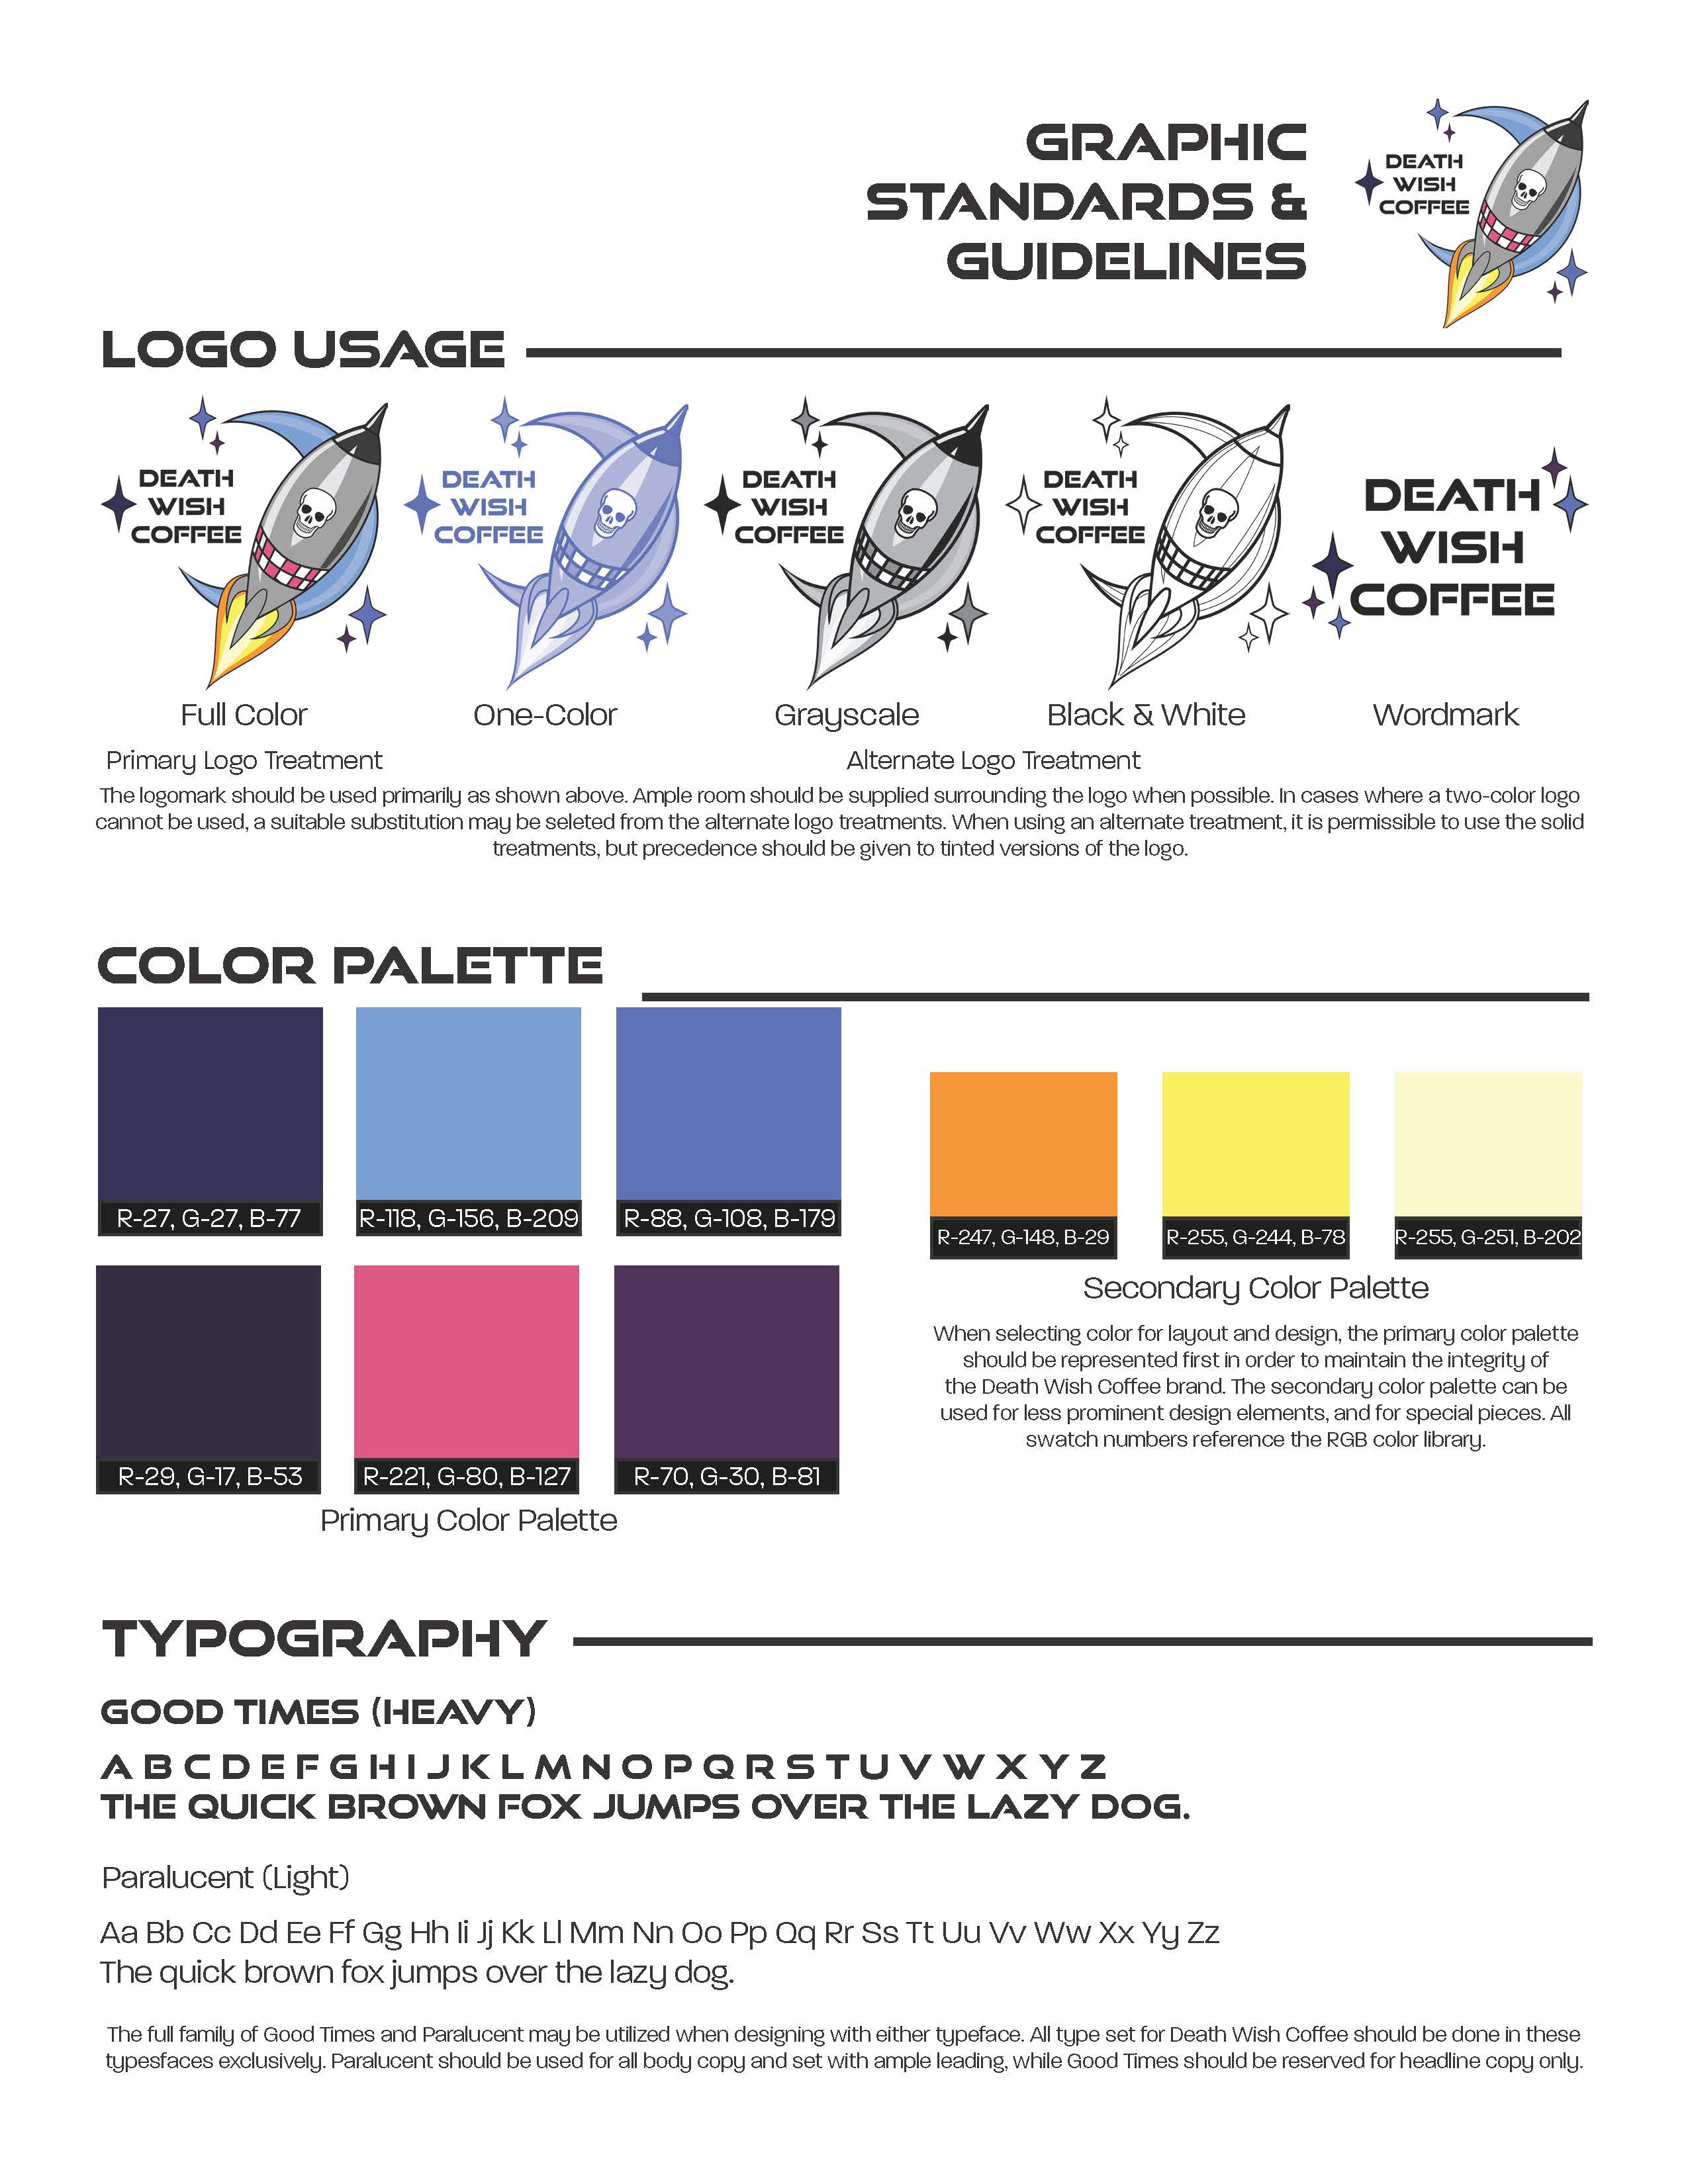 GRAPHIC
STANDARDS &
GUIDELINES
DEATH
WISH
COFFEE
LOGO USAGE
DEATH
WISH
COFFEE
DEATH
WISH
COFFEE
DEATH
WISH
COFFEE
DEATH
WISH
COFFEE
DEATH
WISH
COFFEE
Full Color
One-Color
Grayscale
Black & White
Wordmark
Primary Logo Treatment
Alternate Logo Treatment
The logomark should be used primarily as shown above. Ample room should be supplied surrounding the logo when possible. In cases where a two-color logo
cannot be used, a suitable substitution may be seleted from the alternate logo treatments. When using an alternate treatment, it is permissible to use the solid
treatments, but precedence should be given to tinted versions of the logo.
COLOR PALETTE
R-27, G-27, B-77
R-118, G-156, B-209
R-88, G-108, B-179
R-29, G-17, B-53
R-221, G-80, B-127
R-70, G-30, B-81
Primary Color Palette
R-247, G-148, B-29
R-255, G-244, B-78
R-255, G-251, B-202
Secondary Color Palette
When selecting color for layout and design, the primary color palette
should be represented first in order to maintain the integrity of
the Death Wish Coffee brand. The secondary color palette can be
used for less prominent design elements, and for special pieces. All
swatch numbers reference the RGB color library.
TYPOGRAPHY
GOOD TIMES (HEAVY)
A B C D E F G H I J K L M N O P Q R S T U V W X Y Z
THE QUICK BROWN FOX JUMPS OVER THE LAZY DOG.
Paralucent (Light)
Aa Bb Cc Dd Ee Ff Gg Hh Ii Jj Kk Ll Mm Nn Oo Pp Qq Rr Ss Tt Uu Vv Ww Xx Yy Zz
The quick brown fox jumps over the lazy dog.
The full family of Good Times and Paralucent may be utilized when designing with either typeface. All type set for Death Wish Coffee should be done in these
typesfaces exclusively. Paralucent should be used for all body copy and set with ample leading, while Good Times should be reserved for headline copy only.